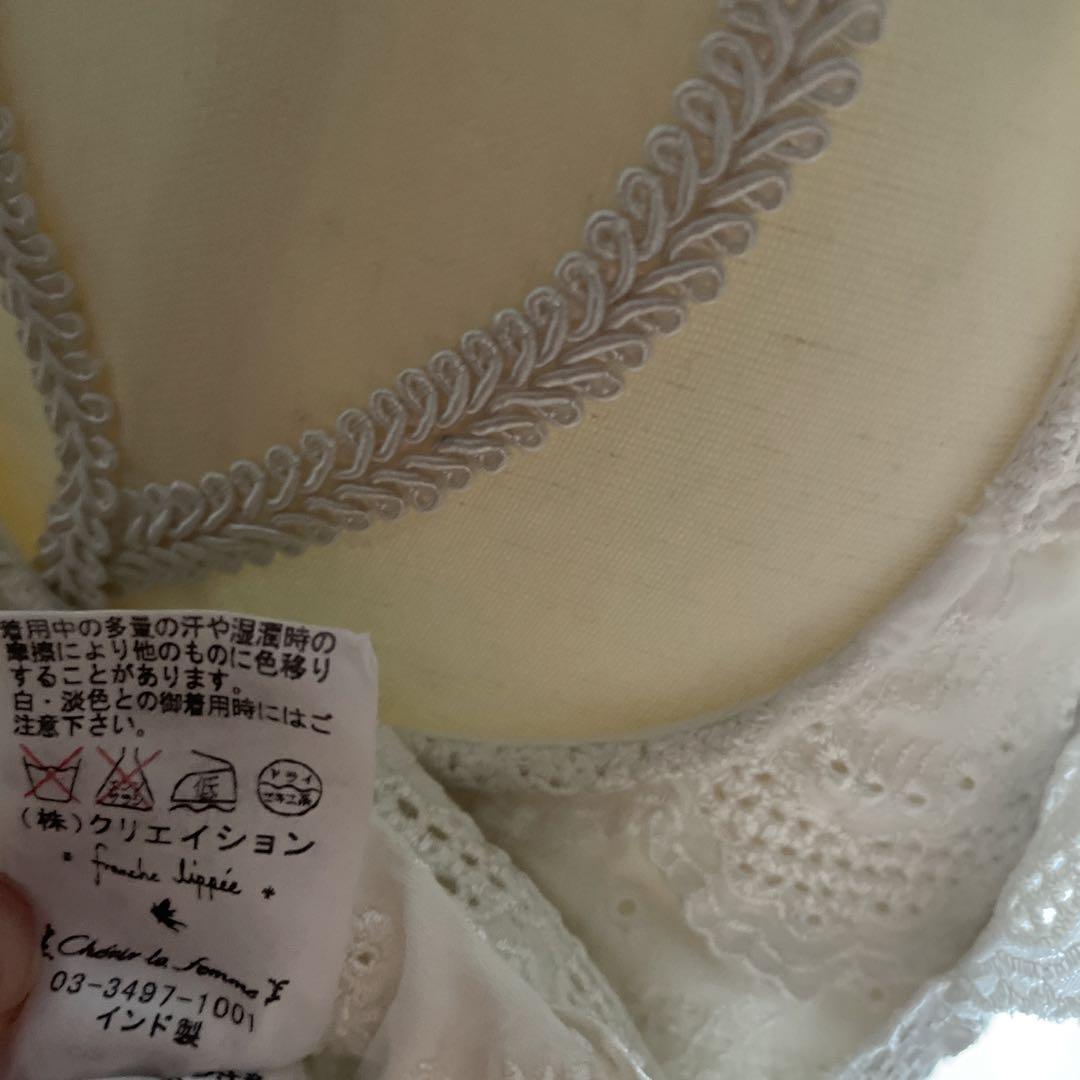 着用中の多量の汗や湿潤時の
摩擦により他のものに色移り
することがあります。
白・淡色との御着用時にはご
注意下さい。
低
ドライ
(株)クリエイション
* franche lippée *
Chérir la femme
03-3497-1001
インド製